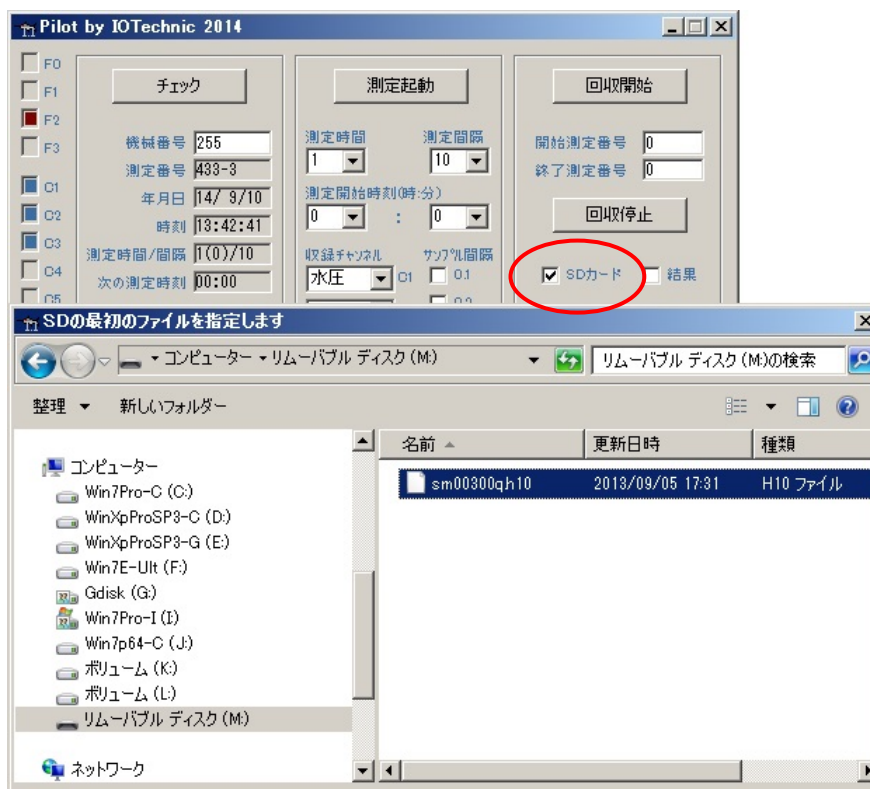 Pilot by IOTechnic 2014
F0
F1
F2
F3
C1
C2
C3
C4
C5
チェック
機械番号 255
測定番号 433-3
年月日 14/ 9/10
時刻 13:42:41
測定時間/間隔 1(0)/10
次の測定時刻 00:00
測定起動
測定時間 測定間隔
1 10
測定開始時刻(時:分)
0 : 0
収録チャンネル サンプル間隔
水圧 C1 0.1
0.2
回収開始
開始測定番号 0
終了測定番号 0
回収停止
SDカード 結果
SDの最初のファイルを指定します
コンピューター リムーバブル ディスク (M:)
リムーバブル ディスク (M:)の検索
整理 新しいフォルダー
コンピューター
Win7Pro-C (C:)
WinXpProSP3-C (D:)
WinXpProSP3-G (E:)
Win7E-Ult (F:)
Gdisk (G:)
Win7Pro-I (I:)
Win7p64-C (J:)
ボリューム (K:)
ボリューム (L:)
リムーバブル ディスク (M:)
ネットワーク
名前 更新日時 種類
sm00300q.h10 2013/09/05 17:31 H10 ファイル